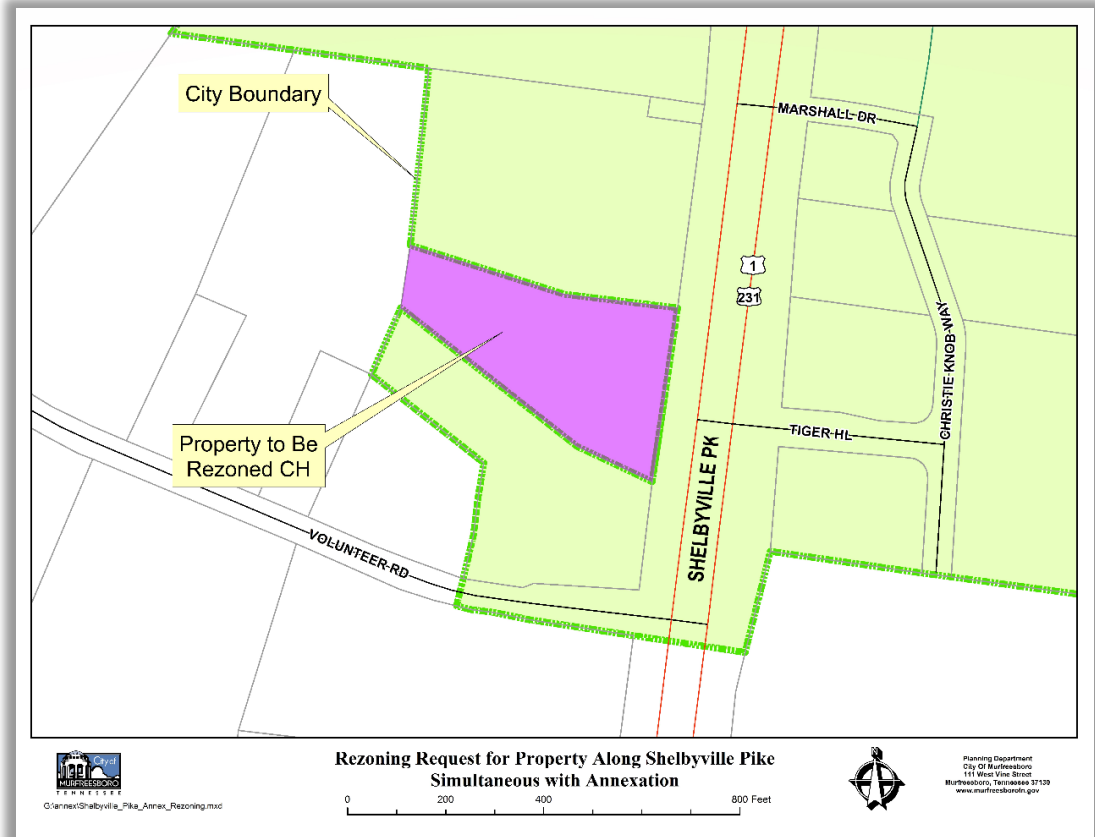 City Boundary
MARSHALL DR
1
231
CHRISTIE KNOB WAY
Property to Be
Rezoned CH
TIGER HL
SHELBYVILLE PK
VOLUNTEER RD
Rezoning Request for Property Along Shelbyville Pike
Simultaneous with Annexation
0 200 400 800 Feet
City of
MURFREESBORO
TENNESSEE
G:\annex\Shelbyville_Pike_Annex_Rezoning.mxd
Planning Department
City Of Murfreesboro
111 West Vine Street
Murfreesboro, Tennessee 37130
www.murfreesborotn.gov